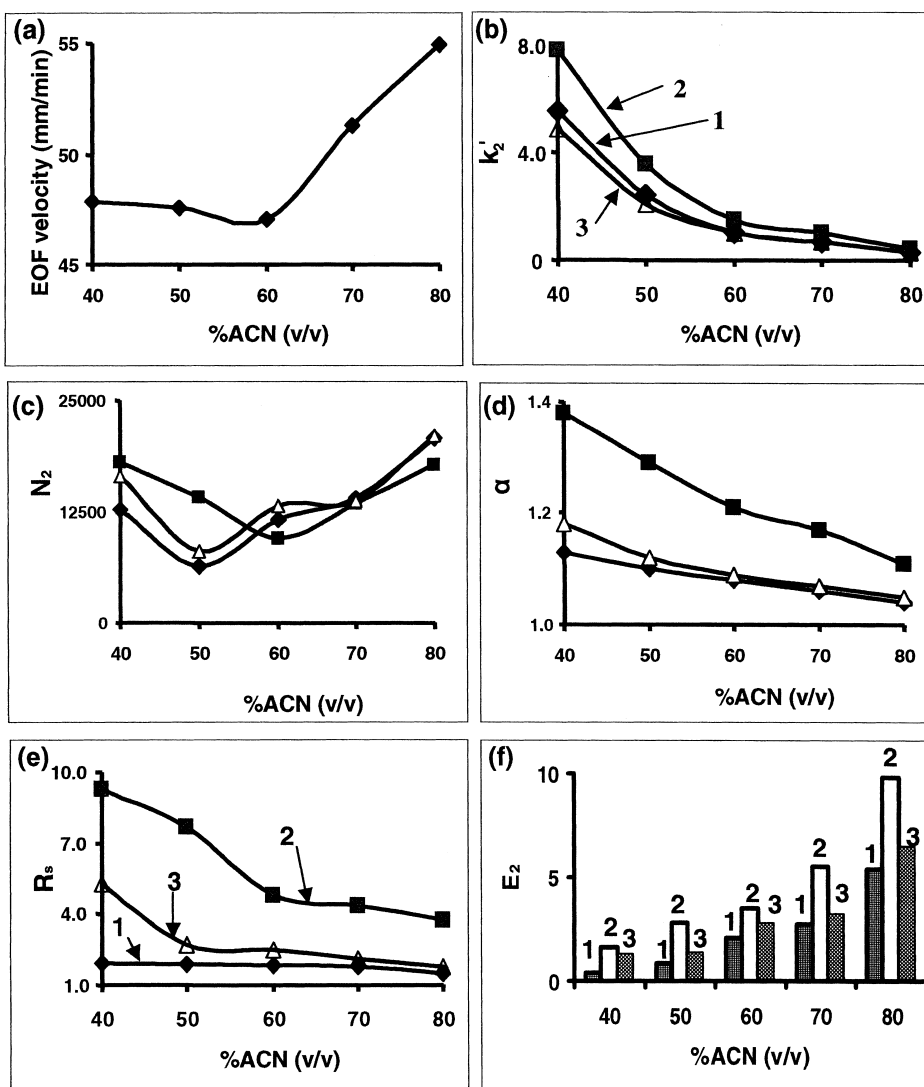 (a)
EOF velocity (mm/min)
55
50
45
40 50 60 70 80
%ACN (v/v)
(b)
k₂'
8.0
4.0
0
2
1
3
40 50 60 70 80
%ACN (v/v)
(c)
N₂
25000
12500
0
40 50 60 70 80
%ACN (v/v)
(d)
α
1.4
1.2
1.0
40 50 60 70 80
%ACN (v/v)
(e)
Rₛ
10.0
7.0
4.0
1.0
2
3
1
40 50 60 70 80
%ACN (v/v)
(f)
E₂
10
5
0
1 2 3
1 2 3
1 2 3
1 2 3
1 2 3
40 50 60 70 80
%ACN (v/v)